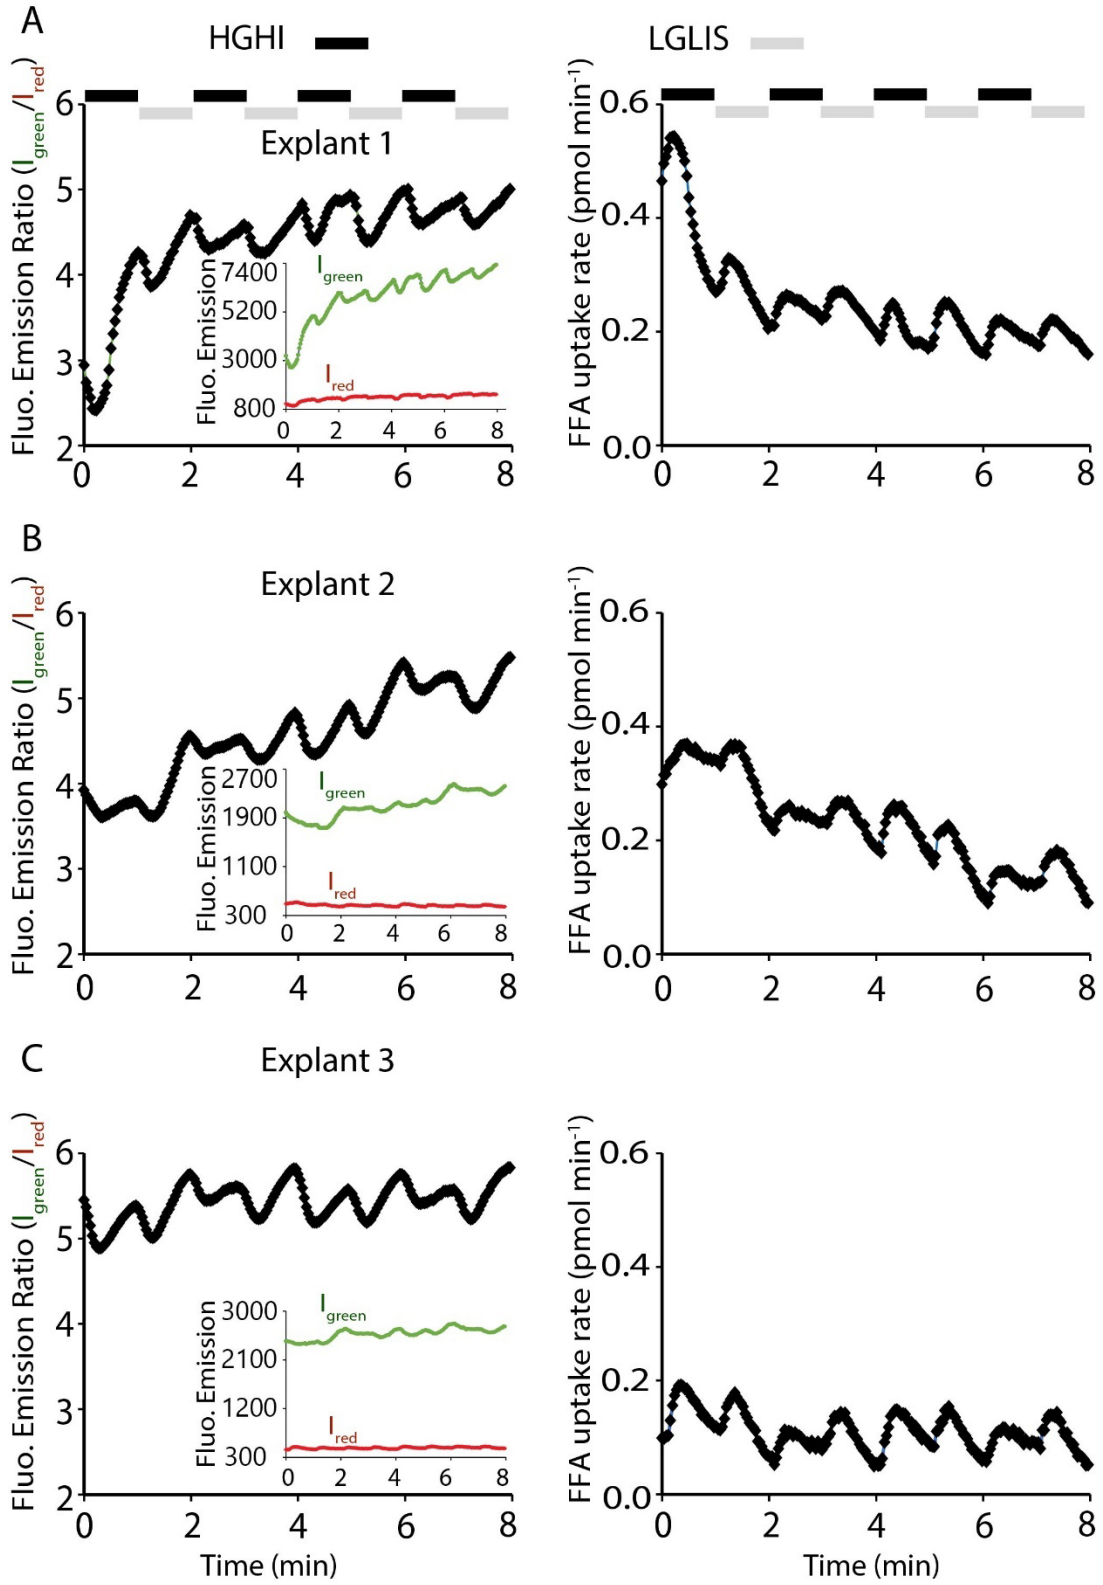 A
HGHI
LGLIS
Explant 1
Fluo. Emission Ratio (Igreen/Ired)
6
5
4
3
2
0 2 4 6 8
Fluo. Emission
7400
5200
3000
800
Igreen
Ired
0 2 4 6 8
FFA uptake rate (pmol min-1)
0.6
0.4
0.2
0.0
0 2 4 6 8
B
Explant 2
Fluo. Emission Ratio (Igreen/Ired)
6
5
4
3
2
0 2 4 6 8
Fluo. Emission
2700
1900
1100
300
Igreen
Ired
0 2 4 6 8
FFA uptake rate (pmol min-1)
0.6
0.4
0.2
0.0
0 2 4 6 8
C
Explant 3
Fluo. Emission Ratio (Igreen/Ired)
6
5
4
3
2
0 2 4 6 8
Time (min)
Fluo. Emission
3000
2100
1200
300
Igreen
Ired
0 2 4 6 8
FFA uptake rate (pmol min-1)
0.6
0.4
0.2
0.0
0 2 4 6 8
Time (min)